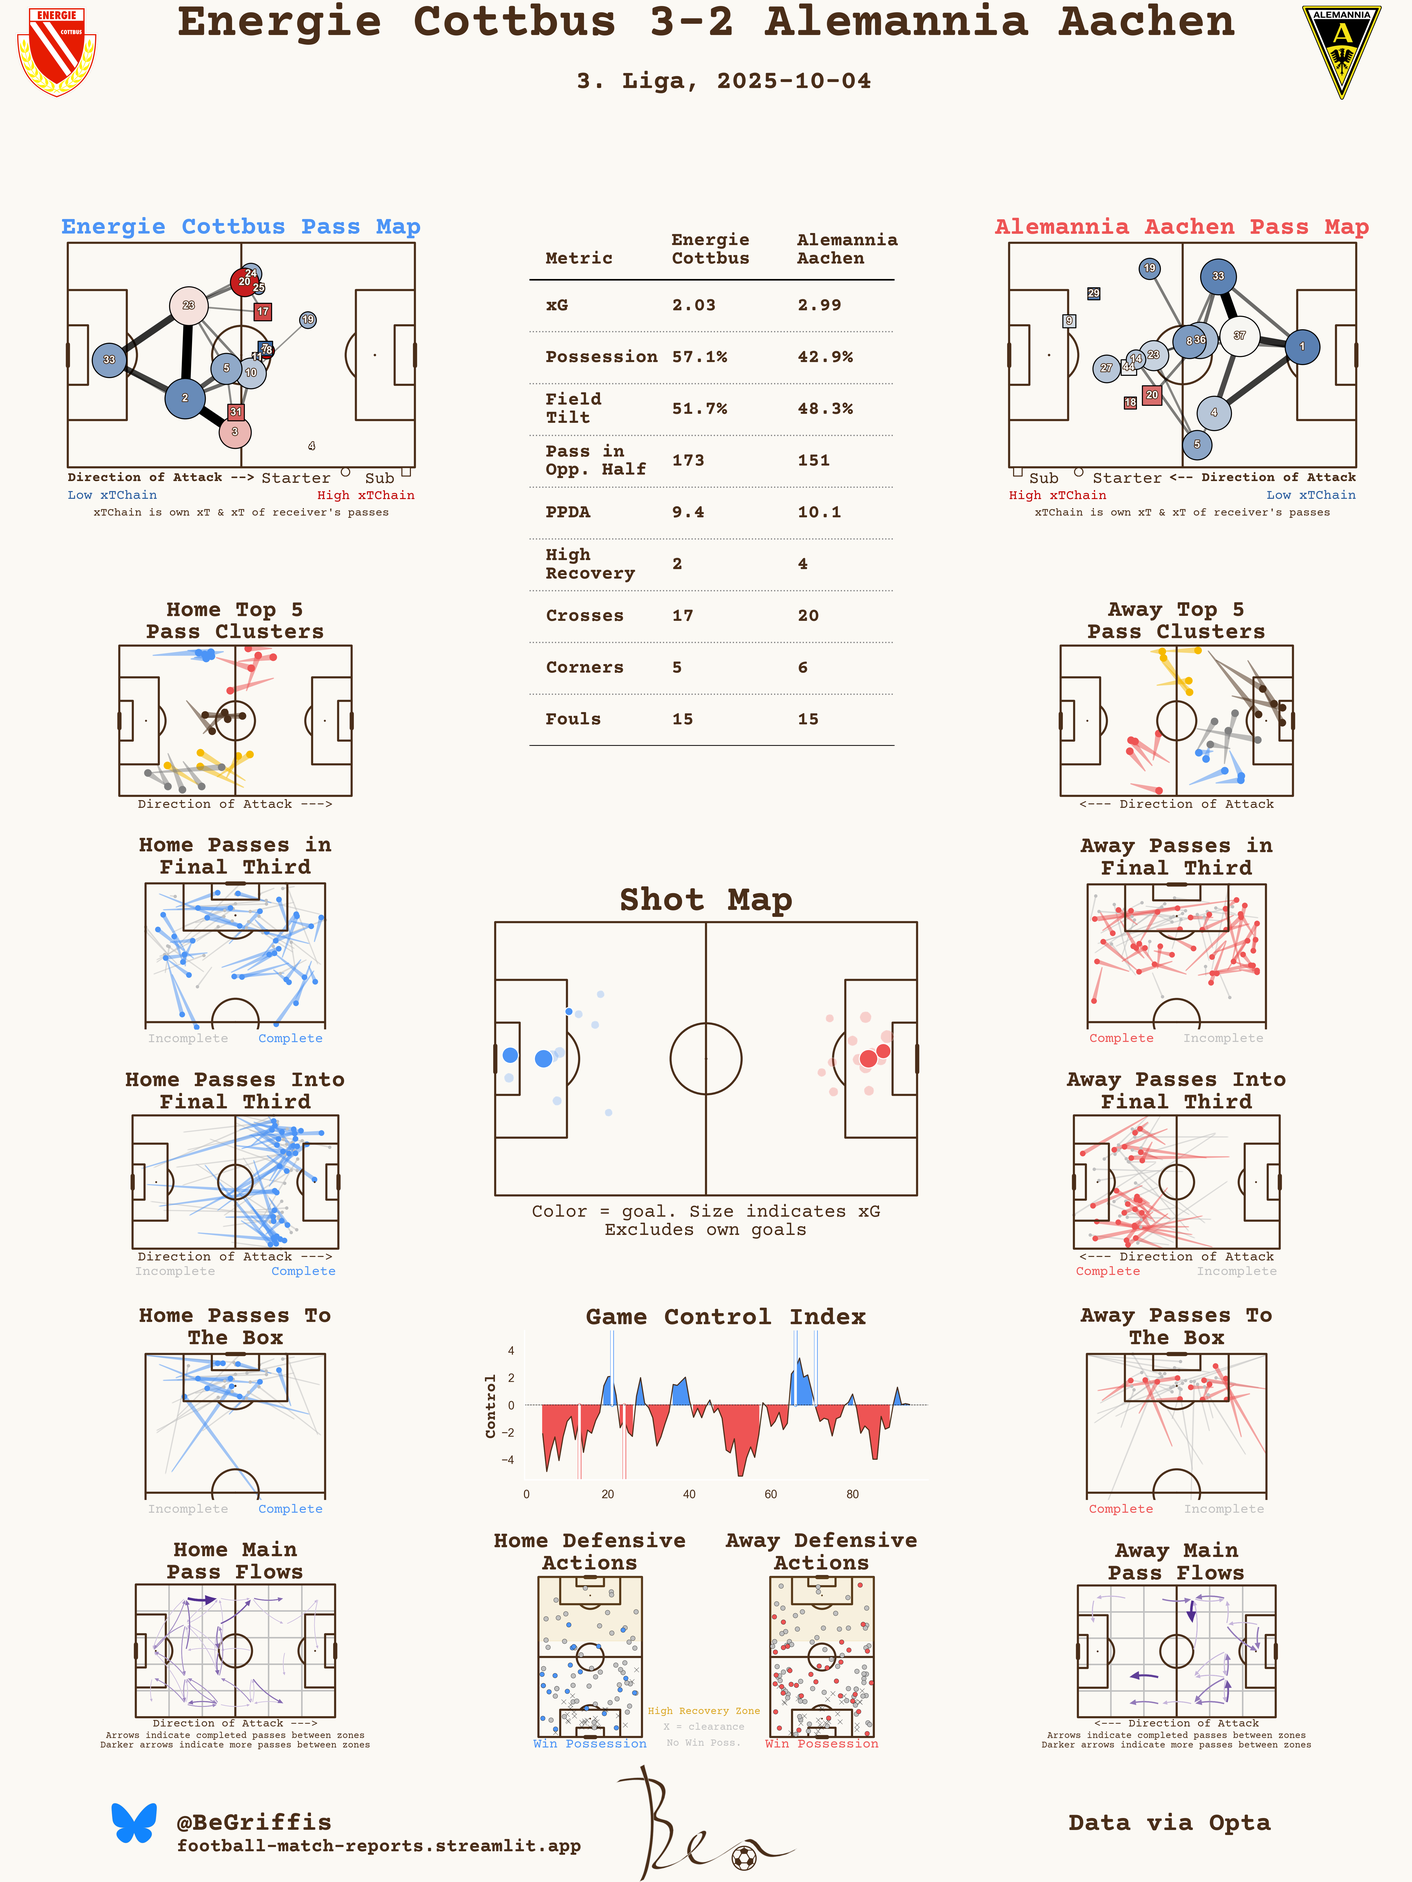 Energie Cottbus 3-2 Alemannia Aachen
3. Liga, 2025-10-04
ENERGIE
COTTBUS
ALEMANNIA
A
Energie Cottbus Pass Map
24
20
25
23
17
19
33
78
11
5
10
2
31
3
4
Direction of Attack --> Starter Sub
Low xTChain High xTChain
xTChain is own xT & xT of receiver's passes
Metric Energie Cottbus Alemannia Aachen
xG 2.03 2.99
Possession 57.1% 42.9%
Field Tilt 51.7% 48.3%
Pass in Opp. Half 173 151
PPDA 9.4 10.1
High Recovery 2 4
Crosses 17 20
Corners 5 6
Fouls 15 15
Alemannia Aachen Pass Map
19
33
29
9
37
8
36
1
14
23
27
44
20
18
4
5
Sub Starter <-- Direction of Attack
High xTChain Low xTChain
xTChain is own xT & xT of receiver's passes
Home Top 5
Pass Clusters
Direction of Attack --->
Away Top 5
Pass Clusters
<--- Direction of Attack
Home Passes in
Final Third
Incomplete Complete
Away Passes in
Final Third
Complete Incomplete
Shot Map
Color = goal. Size indicates xG
Excludes own goals
Home Passes Into
Final Third
Direction of Attack --->
Incomplete Complete
Away Passes Into
Final Third
<--- Direction of Attack
Complete Incomplete
Home Passes To
The Box
Incomplete Complete
Game Control Index
Control
4
2
0
−2
−4
0 20 40 60 80
Away Passes To
The Box
Complete Incomplete
Home Main
Pass Flows
Direction of Attack --->
Arrows indicate completed passes between zones
Darker arrows indicate more passes between zones
Home Defensive
Actions
Win Possession
High Recovery Zone
X = clearance
No Win Poss.
Away Defensive
Actions
Win Possession
Away Main
Pass Flows
<--- Direction of Attack
Arrows indicate completed passes between zones
Darker arrows indicate more passes between zones
@BeGriffis
football-match-reports.streamlit.app
Ben
Data via Opta